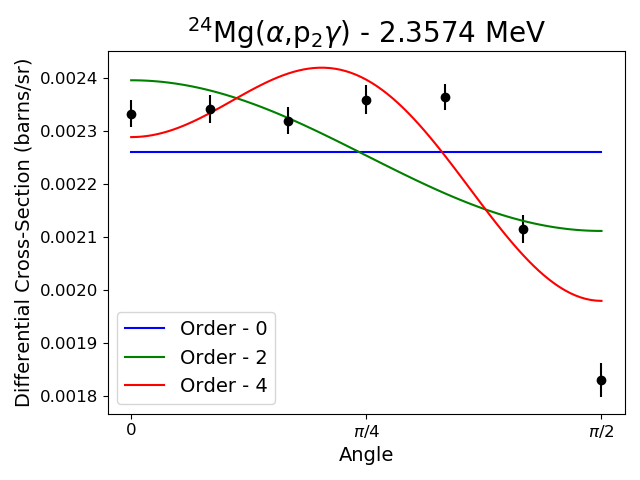 ²⁴Mg(α,p₂γ) - 2.3574 MeV
Differential Cross-Section (barns/sr)
0.0024
0.0023
0.0022
0.0021
0.0020
0.0019
0.0018
Order - 0
Order - 2
Order - 4
0 π/4 π/2
Angle